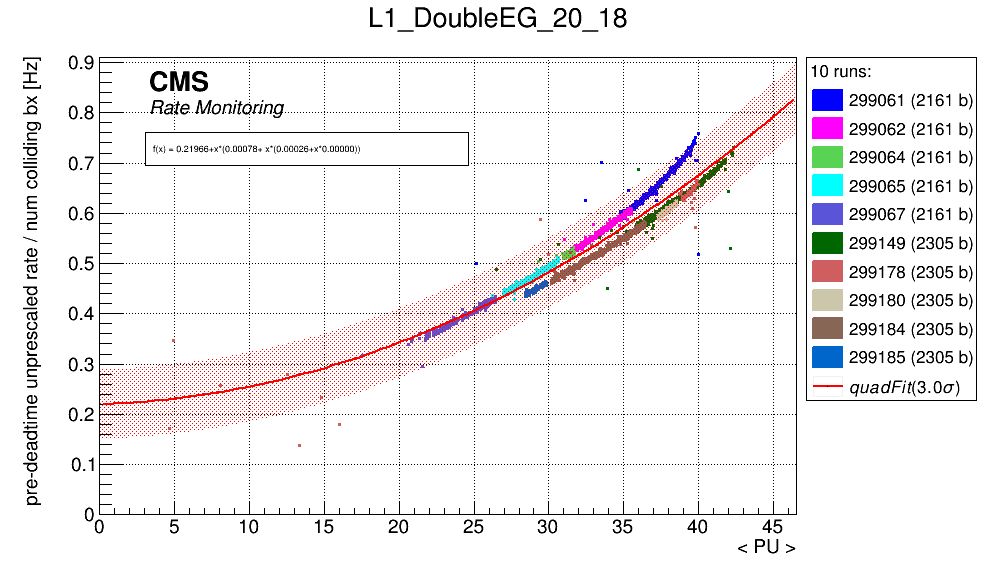 L1_DoubleEG_20_18
pre-deadtime unprescaled rate / num colliding bx [Hz]
CMS
Rate Monitoring
f(x) = 0.21966+x*(0.00078+ x*(0.00026+x*0.00000))
0.9
0.8
0.7
0.6
0.5
0.4
0.3
0.2
0.1
0
0 5 10 15 20 25 30 35 40 45
< PU >
10 runs:
299061 (2161 b)
299062 (2161 b)
299064 (2161 b)
299065 (2161 b)
299067 (2161 b)
299149 (2305 b)
299178 (2305 b)
299180 (2305 b)
299184 (2305 b)
299185 (2305 b)
quadFit(3.0σ)